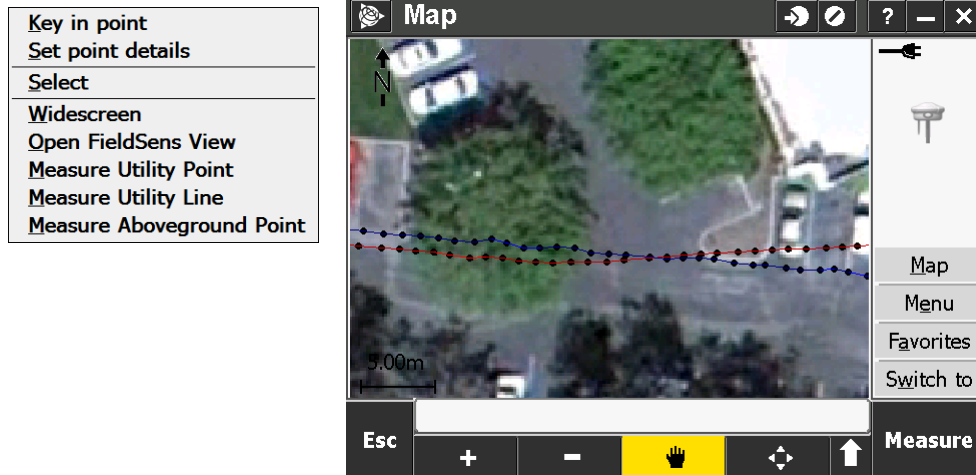 Key in point
Set point details
Select
Widescreen
Open FieldSens View
Measure Utility Point
Measure Utility Line
Measure Aboveground Point
Map
?
N
5.00m
Map
Menu
Favorites
Switch to
Esc
Measure